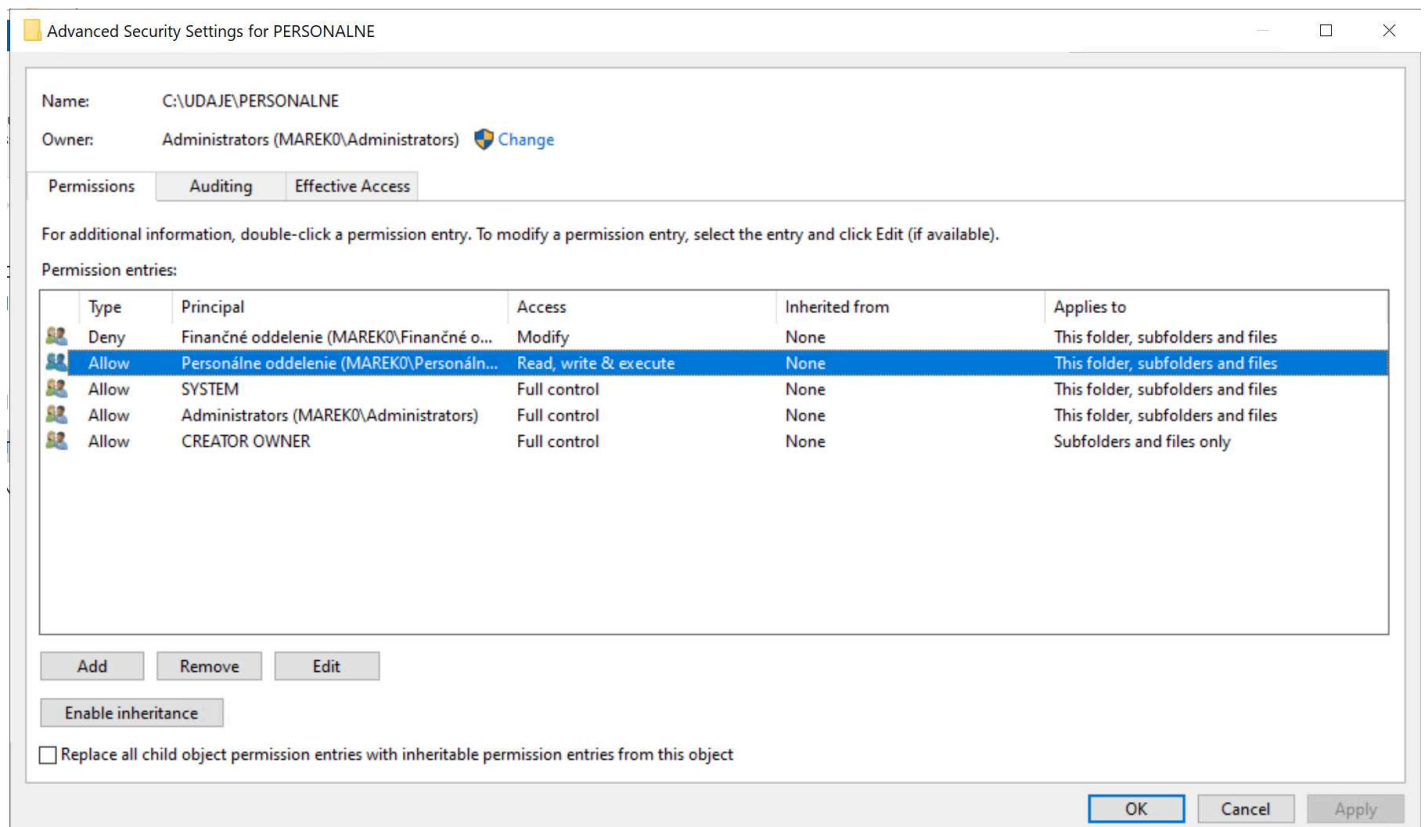 Advanced Security Settings for PERSONALNE
Name: C:\UDAJE\PERSONALNE
Owner: Administrators (MAREK0\Administrators) Change
Permissions Auditing Effective Access
For additional information, double-click a permission entry. To modify a permission entry, select the entry and click Edit (if available).
Permission entries:
Type Principal Access Inherited from Applies to
Deny Finančné oddelenie (MAREK0\Finančné o... Modify None This folder, subfolders and files
Allow Personálne oddelenie (MAREK0\Personáln... Read, write & execute None This folder, subfolders and files
Allow SYSTEM Full control None This folder, subfolders and files
Allow Administrators (MAREK0\Administrators) Full control None This folder, subfolders and files
Allow CREATOR OWNER Full control None Subfolders and files only
Add Remove Edit
Enable inheritance
Replace all child object permission entries with inheritable permission entries from this object
OK Cancel Apply